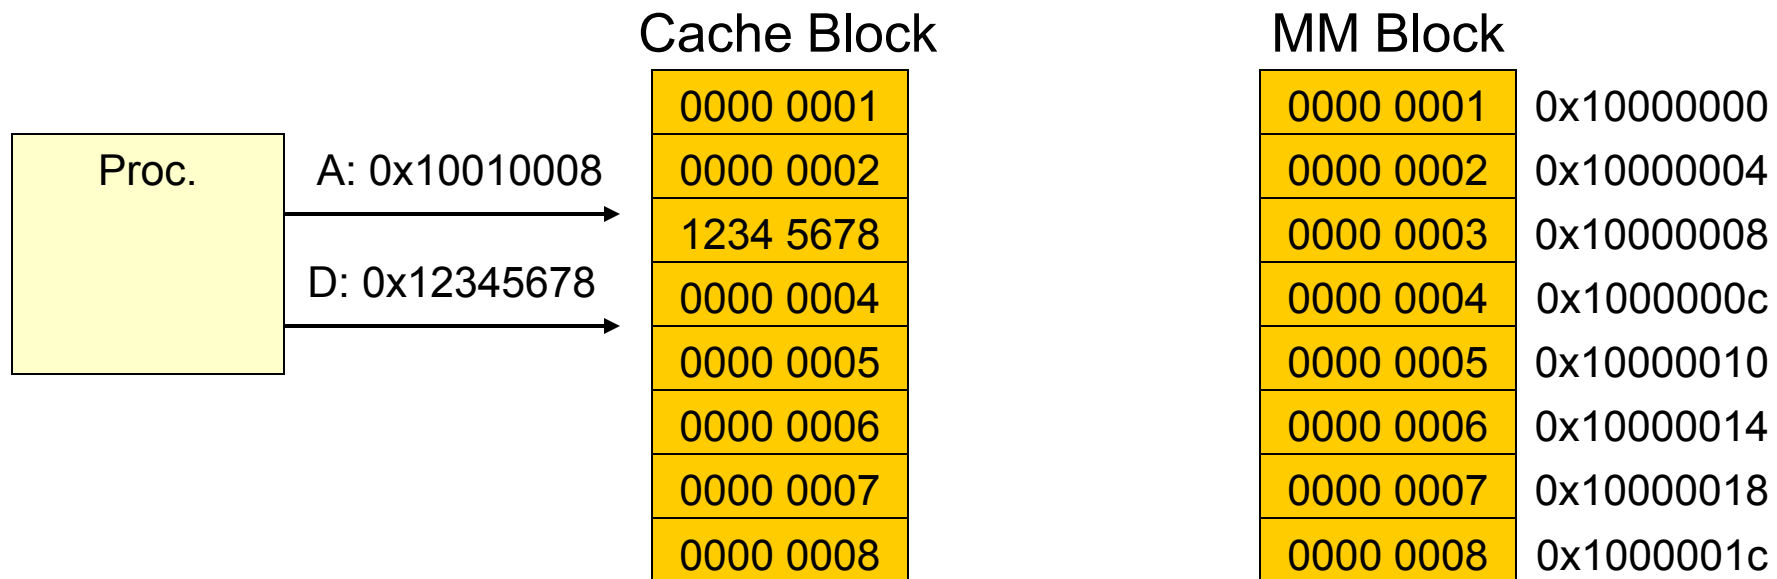 Cache Block MM Block
0000 0001 0000 0001 0x10000000
Proc. A: 0x10010008 0000 0002 0000 0002 0x10000004
1234 5678 0000 0003 0x10000008
D: 0x12345678 0000 0004 0000 0004 0x1000000c
0000 0005 0000 0005 0x10000010
0000 0006 0000 0006 0x10000014
0000 0007 0000 0007 0x10000018
0000 0008 0000 0008 0x1000001c